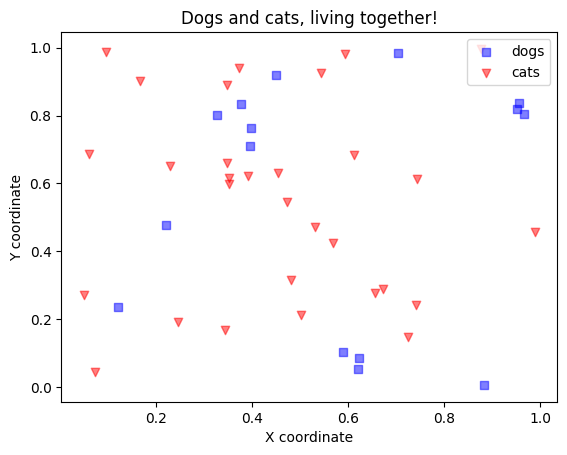 Dogs and cats, living together!
dogs
cats
1.0
0.8
0.6
0.4
0.2
0.0
Y coordinate
0.2 0.4 0.6 0.8 1.0
X coordinate